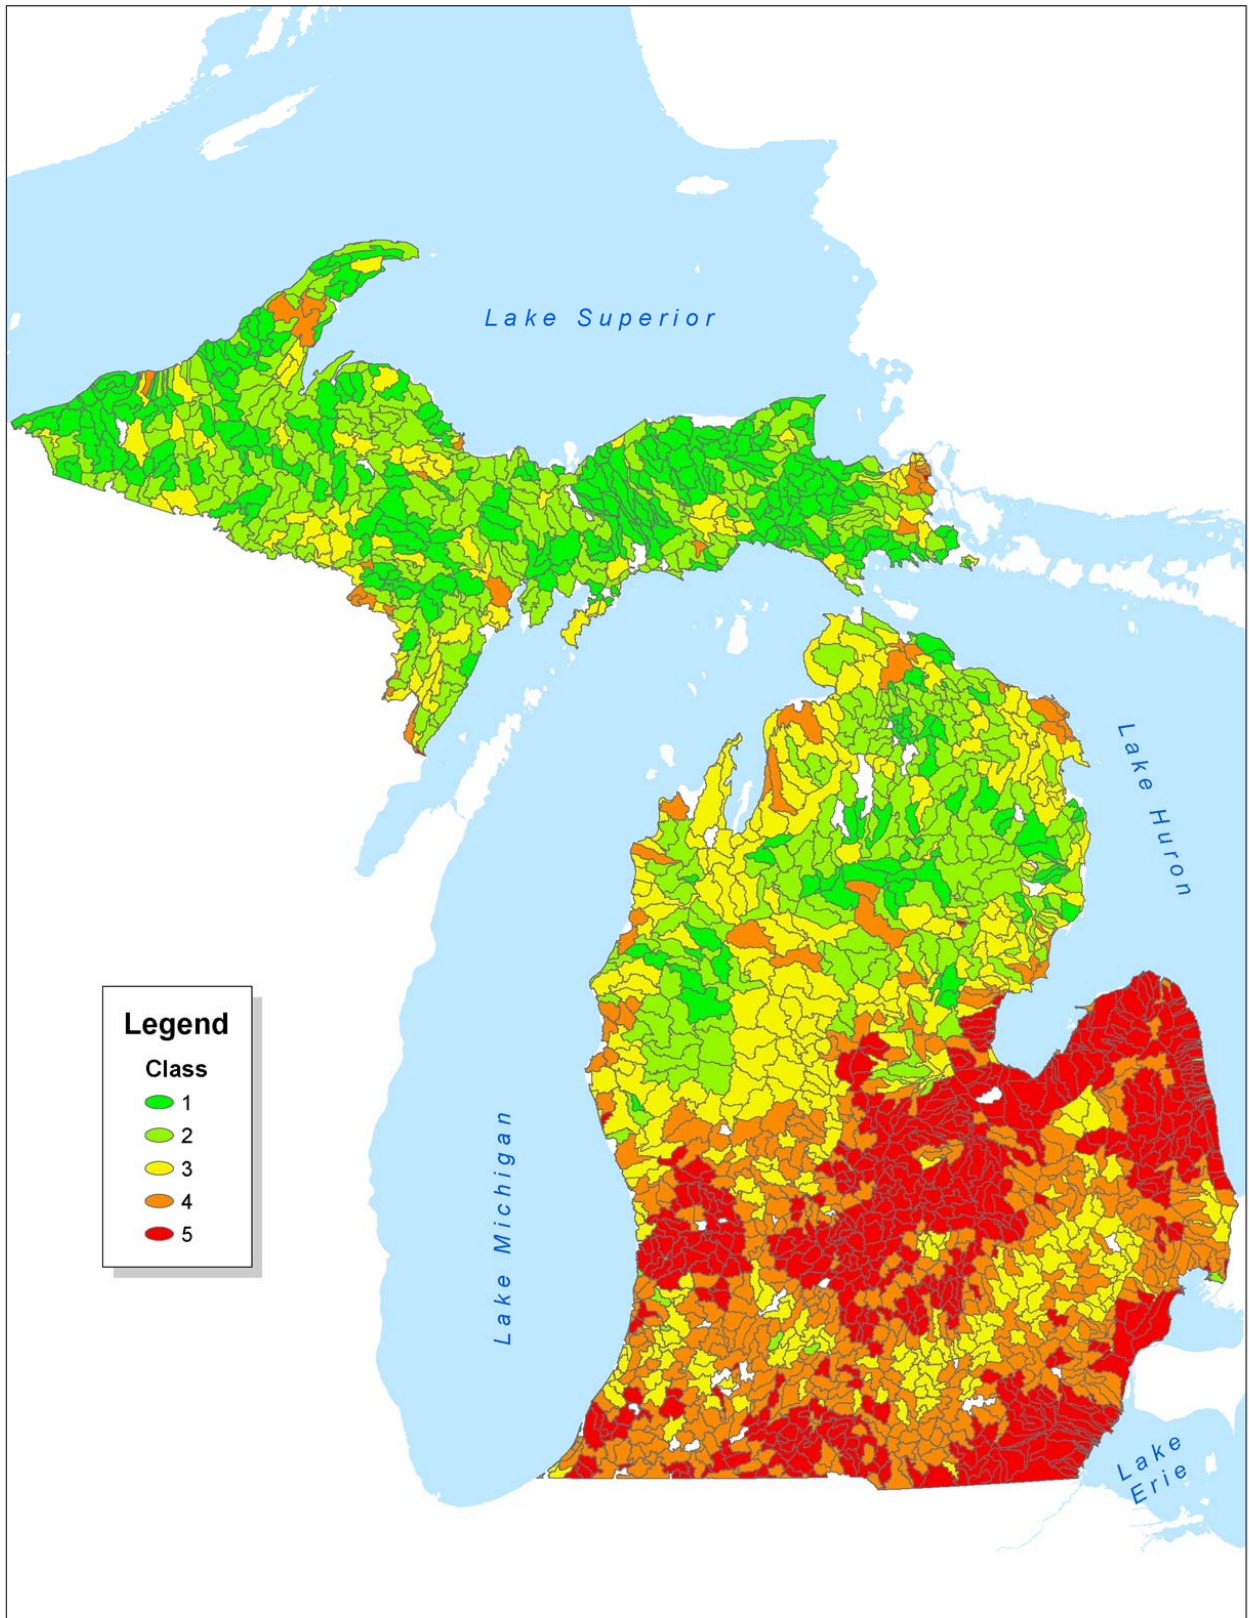 Lake Superior
Lake Huron
Legend
Class
1
2
3
4
5
Lake Michigan
Lake
Erie